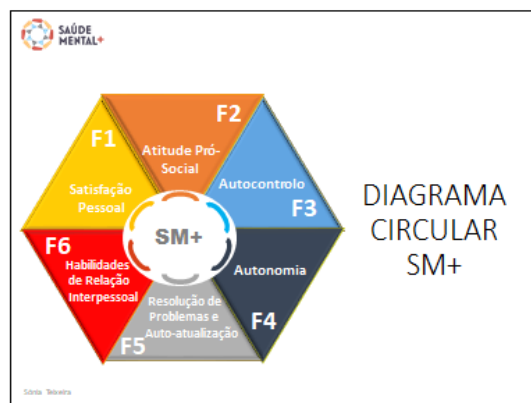 SAÚDE
MENTAL+
F1
Satisfação
Pessoal
F2
Atitude Pró-
Social
Autocontrolo
F3
Autonomia
F4
Resolução de
Problemas e
Auto-atualização
F5
F6
Habilidades
de Relação
Interpessoal
SM+
DIAGRAMA
CIRCULAR
SM+
Sónia Teixeira